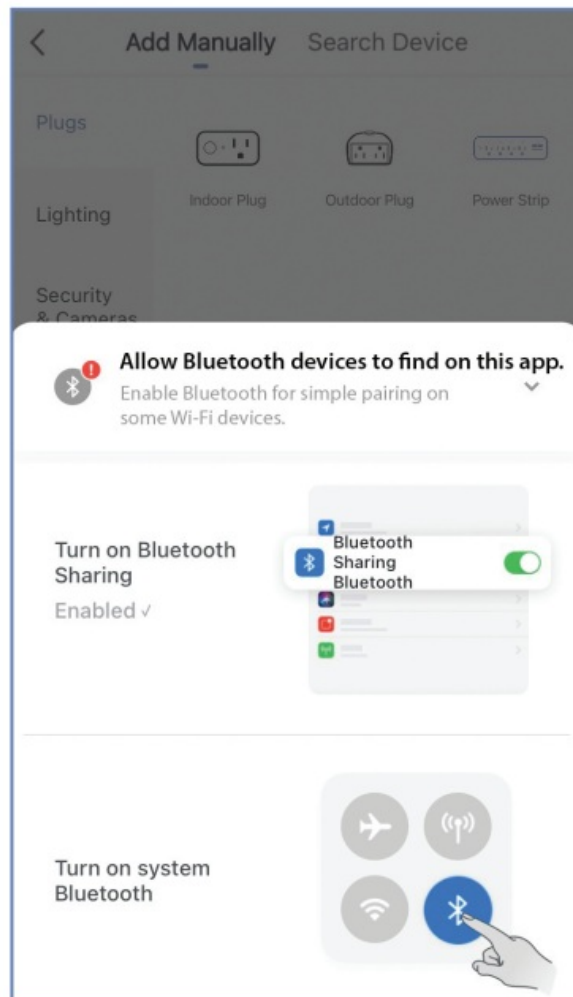 Add Manually Search Device
Plugs
Indoor Plug Outdoor Plug Power Strip
Lighting
Security
& Cameras
Allow Bluetooth devices to find on this app.
Enable Bluetooth for simple pairing on
some Wi-Fi devices.
Turn on Bluetooth
Sharing
Enabled ✓
Bluetooth
Sharing
Bluetooth
Turn on system
Bluetooth